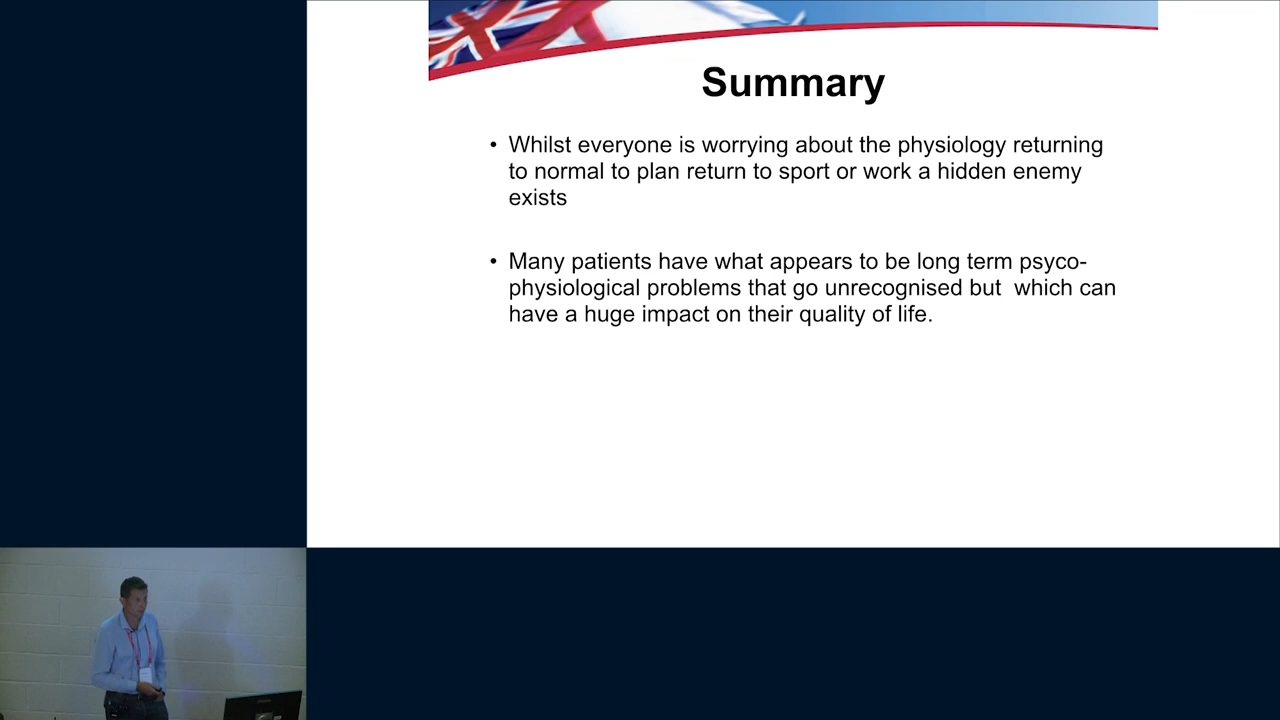 Summary
• Whilst everyone is worrying about the physiology returning
to normal to plan return to sport or work a hidden enemy
exists
• Many patients have what appears to be long term psyco-
physiological problems that go unrecognised but  which can
have a huge impact on their quality of life.